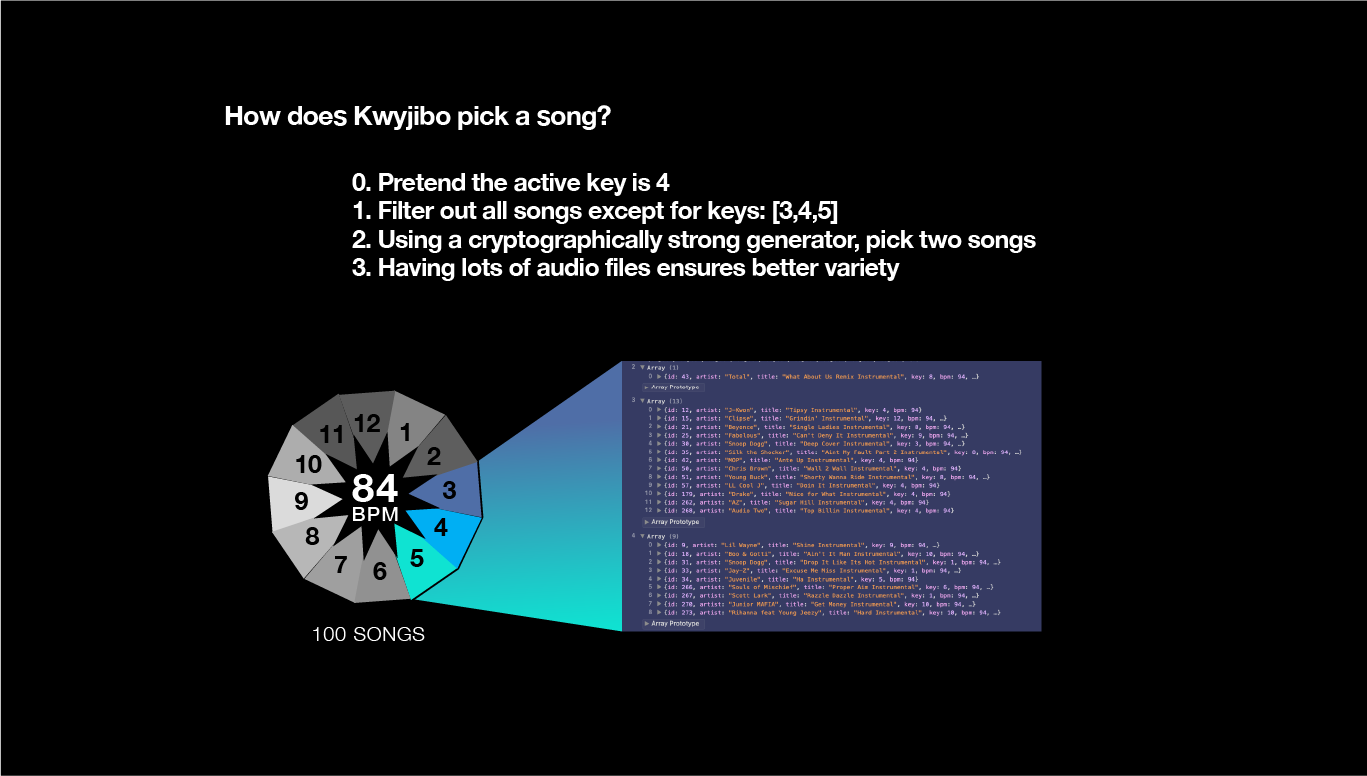 How does Kwyjibo pick a song?
0. Pretend the active key is 4
1. Filter out all songs except for keys: [3,4,5]
2. Using a cryptographically strong generator, pick two songs
3. Having lots of audio files ensures better variety
12
1
2
3
4
5
6
7
8
9
10
11
84
BPM
100 SONGS
2 ▼ Array (1)
0 ▶ {id: 43, artist: "Total", title: "What About Us Remix Instrumental", key: 8, bpm: 94, …}
▶ Array Prototype
3 ▼ Array (13)
0 ▶ {id: 12, artist: "J-Kwon", title: "Tipsy Instrumental", key: 4, bpm: 94}
1 ▶ {id: 15, artist: "Clipse", title: "Grindin' Instrumental", key: 12, bpm: 94, …}
2 ▶ {id: 21, artist: "Beyonce", title: "Single Ladies Instrumental", key: 8, bpm: 94, …}
3 ▶ {id: 25, artist: "Fabolous", title: "Can't Deny It Instrumental", key: 9, bpm: 94, …}
4 ▶ {id: 30, artist: "Snoop Dogg", title: "Deep Cover Instrumental", key: 3, bpm: 94, …}
5 ▶ {id: 35, artist: "Silk the Shocker", title: "Aint My Fault Part 2 Instrumental", key: 8, bpm: 94, …}
6 ▶ {id: 42, artist: "MOP", title: "Ante Up Instrumental", key: 4, bpm: 94}
7 ▶ {id: 50, artist: "Chris Brown", title: "Wall 2 Wall Instrumental", key: 4, bpm: 94}
8 ▶ {id: 51, artist: "Young Buck", title: "Shorty Wanna Ride Instrumental", key: 8, bpm: 94, …}
9 ▶ {id: 57, artist: "LL Cool J", title: "Doin It Instrumental", key: 4, bpm: 94}
10 ▶ {id: 179, artist: "Drake", title: "Nice for What Instrumental", key: 4, bpm: 94}
11 ▶ {id: 262, artist: "AZ", title: "Sugar Hill Instrumental", key: 4, bpm: 94}
12 ▶ {id: 268, artist: "Audio Two", title: "Top Billin Instrumental", key: 4, bpm: 94}
▶ Array Prototype
4 ▼ Array (9)
0 ▶ {id: 9, artist: "Lil Wayne", title: "Shine Instrumental", key: 9, bpm: 94, …}
1 ▶ {id: 18, artist: "Boo & Gotti", title: "Ain't It Man Instrumental", key: 10, bpm: 94, …}
2 ▶ {id: 31, artist: "Snoop Dogg", title: "Drop It Like Its Hot Instrumental", key: 1, bpm: 94, …}
3 ▶ {id: 33, artist: "Jay-Z", title: "Excuse Me Miss Instrumental", key: 1, bpm: 94, …}
4 ▶ {id: 34, artist: "Juvenile", title: "Ha Instrumental", key: 5, bpm: 94}
5 ▶ {id: 266, artist: "Souls of Mischief", title: "Proper Aim Instrumental", key: 6, bpm: 94, …}
6 ▶ {id: 267, artist: "Scott Lark", title: "Razzle Dazzle Instrumental", key: 1, bpm: 94, …}
7 ▶ {id: 270, artist: "Junior MAFIA", title: "Get Money Instrumental", key: 10, bpm: 94, …}
8 ▶ {id: 273, artist: "Rihanna feat Young Jeezy", title: "Hard Instrumental", key: 10, bpm: 94, …}
▶ Array Prototype